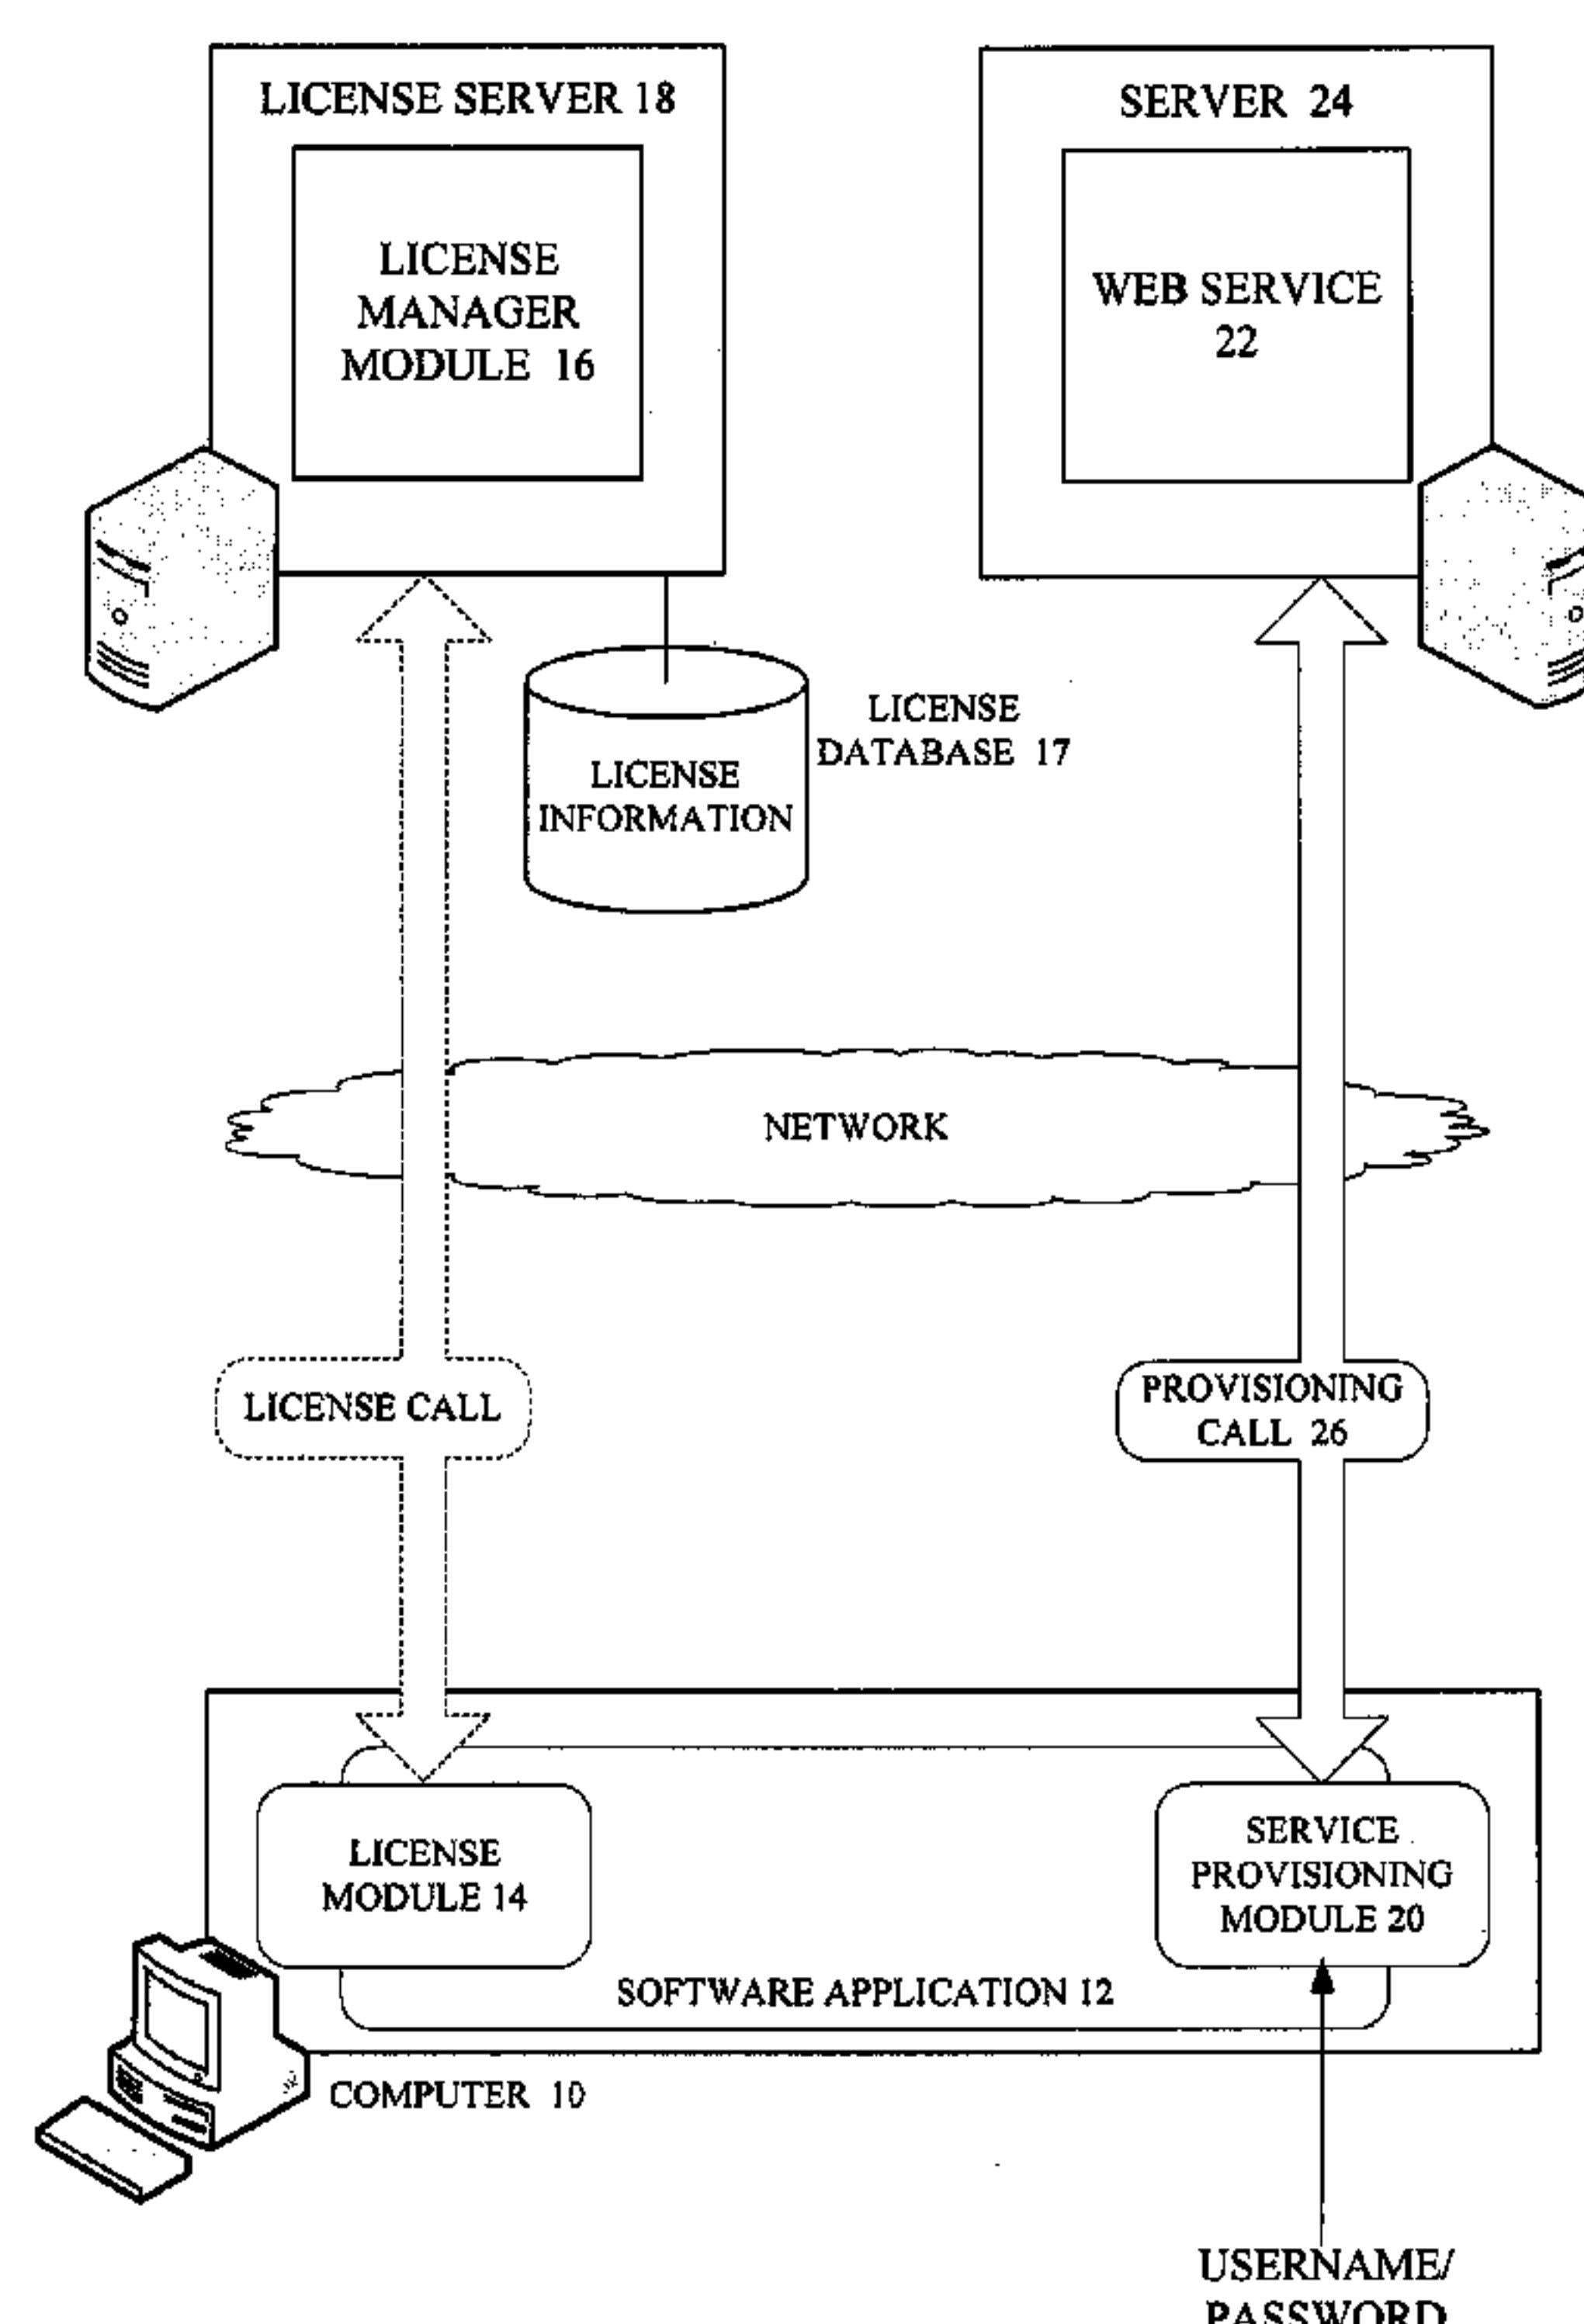 LICENSE SERVER 18
LICENSE
MANAGER
MODULE 16
SERVER 24
WEB SERVICE
22
LICENSE
DATABASE 17
LICENSE
INFORMATION
NETWORK
LICENSE CALL
PROVISIONING
CALL 26
LICENSE
MODULE 14
SERVICE
PROVISIONING
MODULE 20
SOFTWARE APPLICATION 12
COMPUTER 10
USERNAME/
PASSWORD